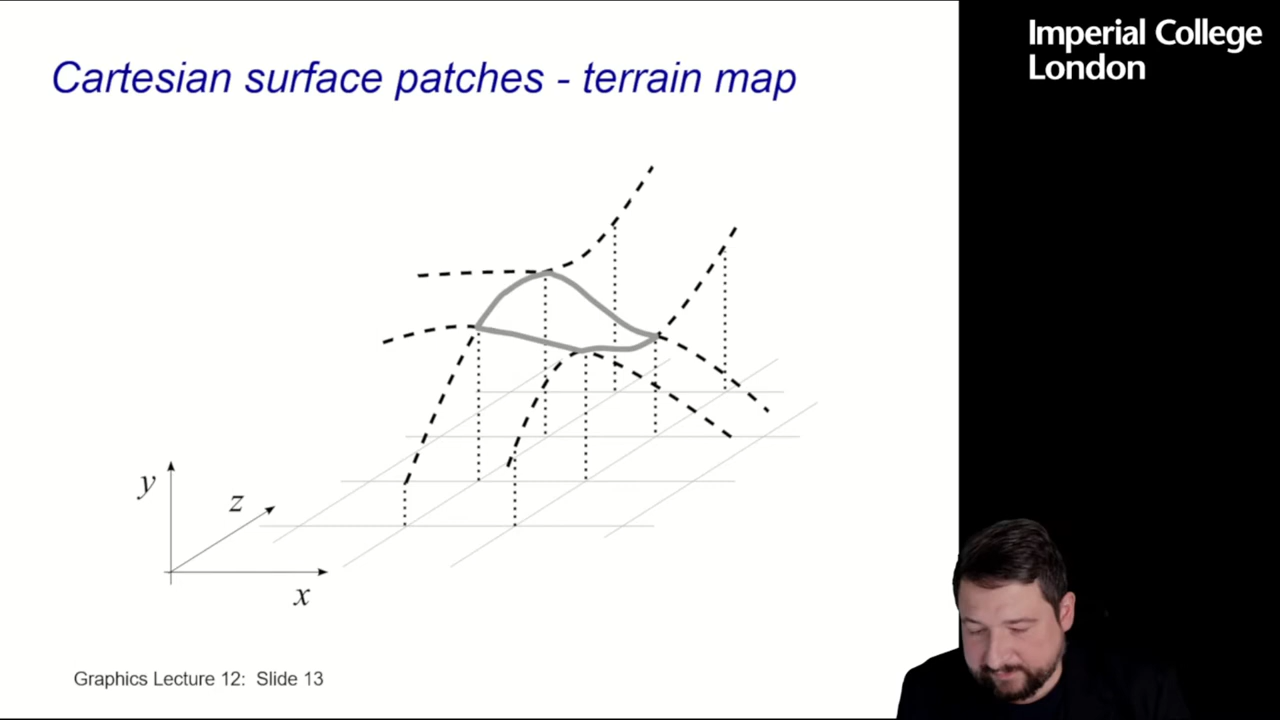 Imperial College
London
Cartesian surface patches - terrain map
y
z
x
Graphics Lecture 12: Slide 13